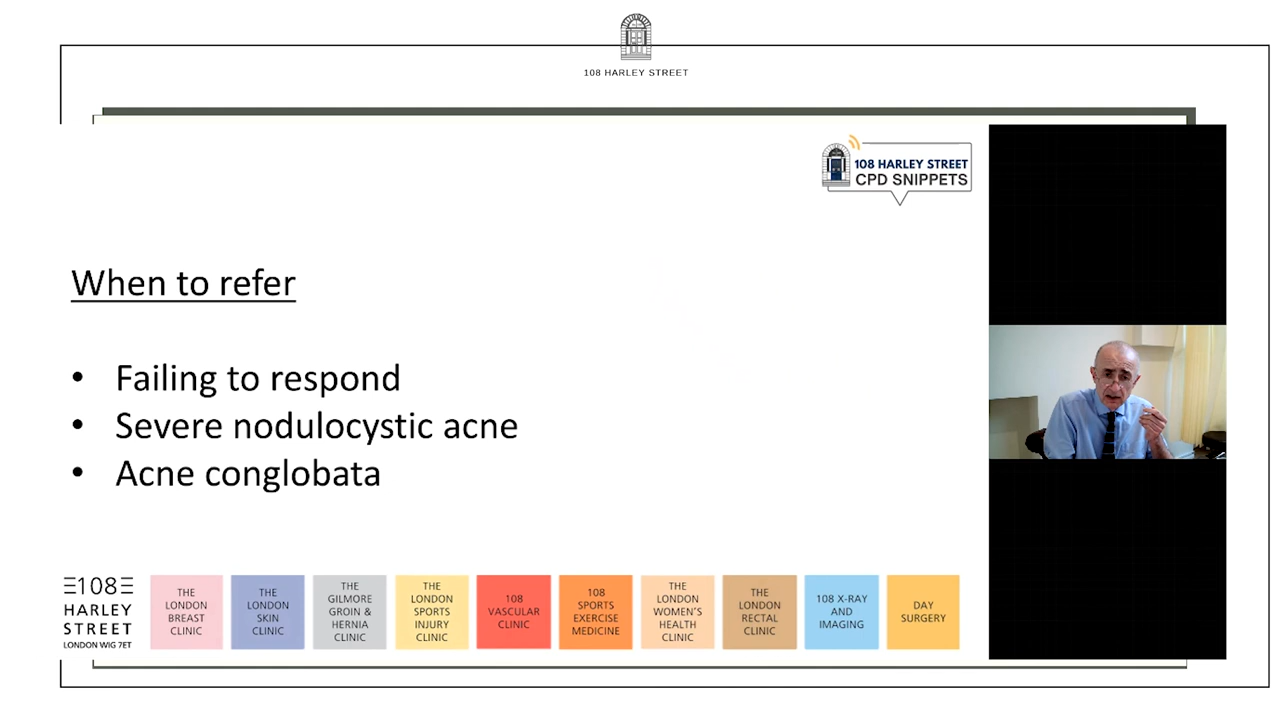 108 HARLEY STREET
108 HARLEY STREET
CPD SNIPPETS
When to refer
• Failing to respond
• Severe nodulocystic acne
• Acne conglobata
108
HARLEY
STREET
LONDON W1G 7ET
THE
LONDON
BREAST
CLINIC
THE
LONDON
SKIN
CLINIC
THE
GILMORE
GROIN &
HERNIA
CLINIC
THE
LONDON
SPORTS
INJURY
CLINIC
108
VASCULAR
CLINIC
108
SPORTS
EXERCISE
MEDICINE
THE
LONDON
WOMEN'S
HEALTH
CLINIC
THE
LONDON
RECTAL
CLINIC
108 X-RAY
AND
IMAGING
DAY
SURGERY